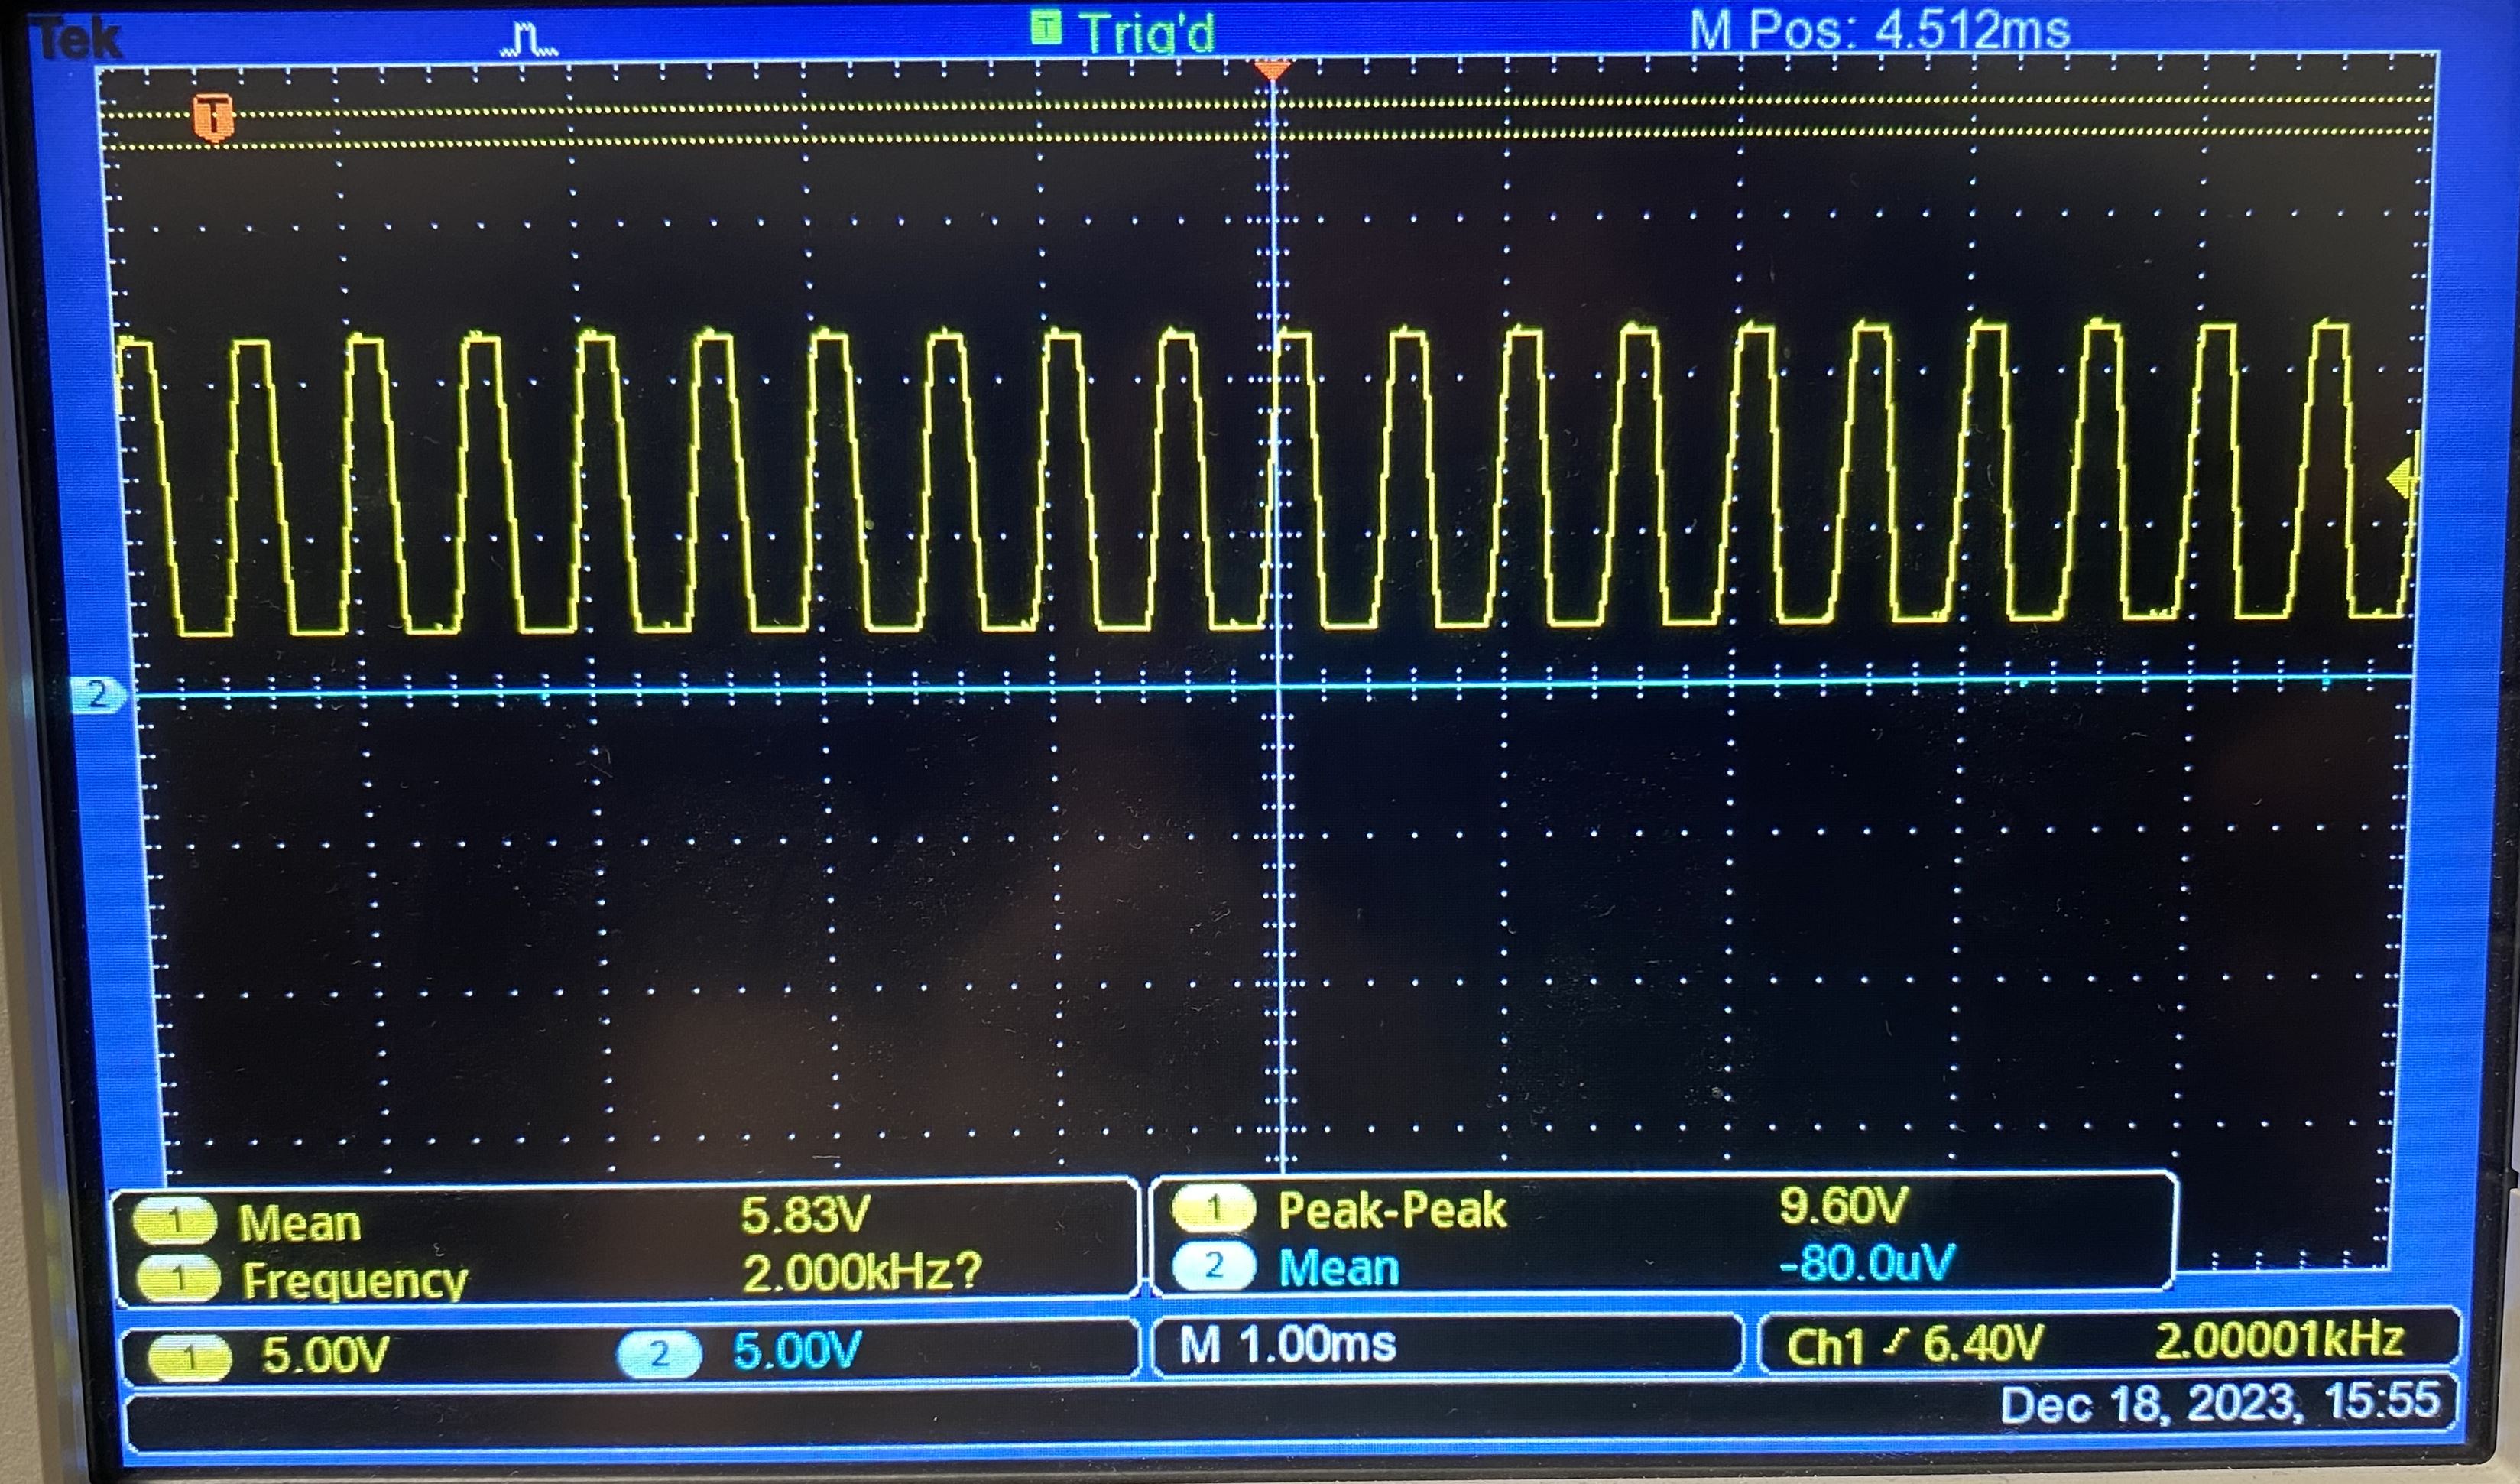 Tek T Trig'd M Pos: 4.512ms
T
2
1 Mean 5.83V 1 Peak-Peak 9.60V
1 Frequency 2.000kHz? 2 Mean -80.0uV
1 5.00V 2 5.00V M 1.00ms Ch1 / 6.40V 2.00001kHz
Dec 18, 2023, 15:55